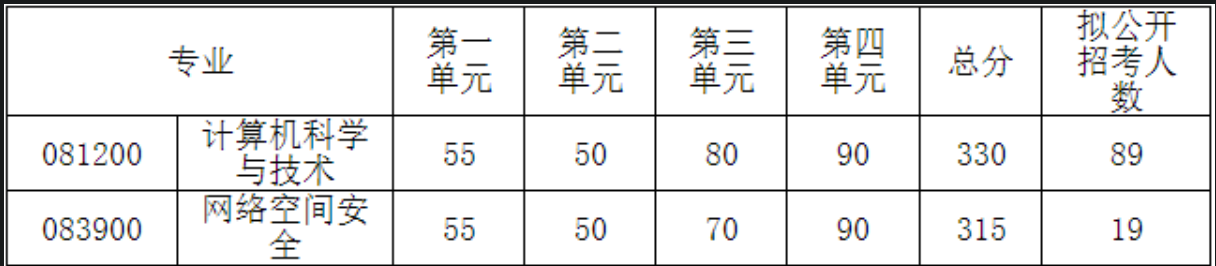 专业 第一单元 第二单元 第三单元 第四单元 总分 拟公开招考人数
081200 计算机科学与技术 55 50 80 90 330 89
083900 网络空间安全 55 50 70 90 315 19